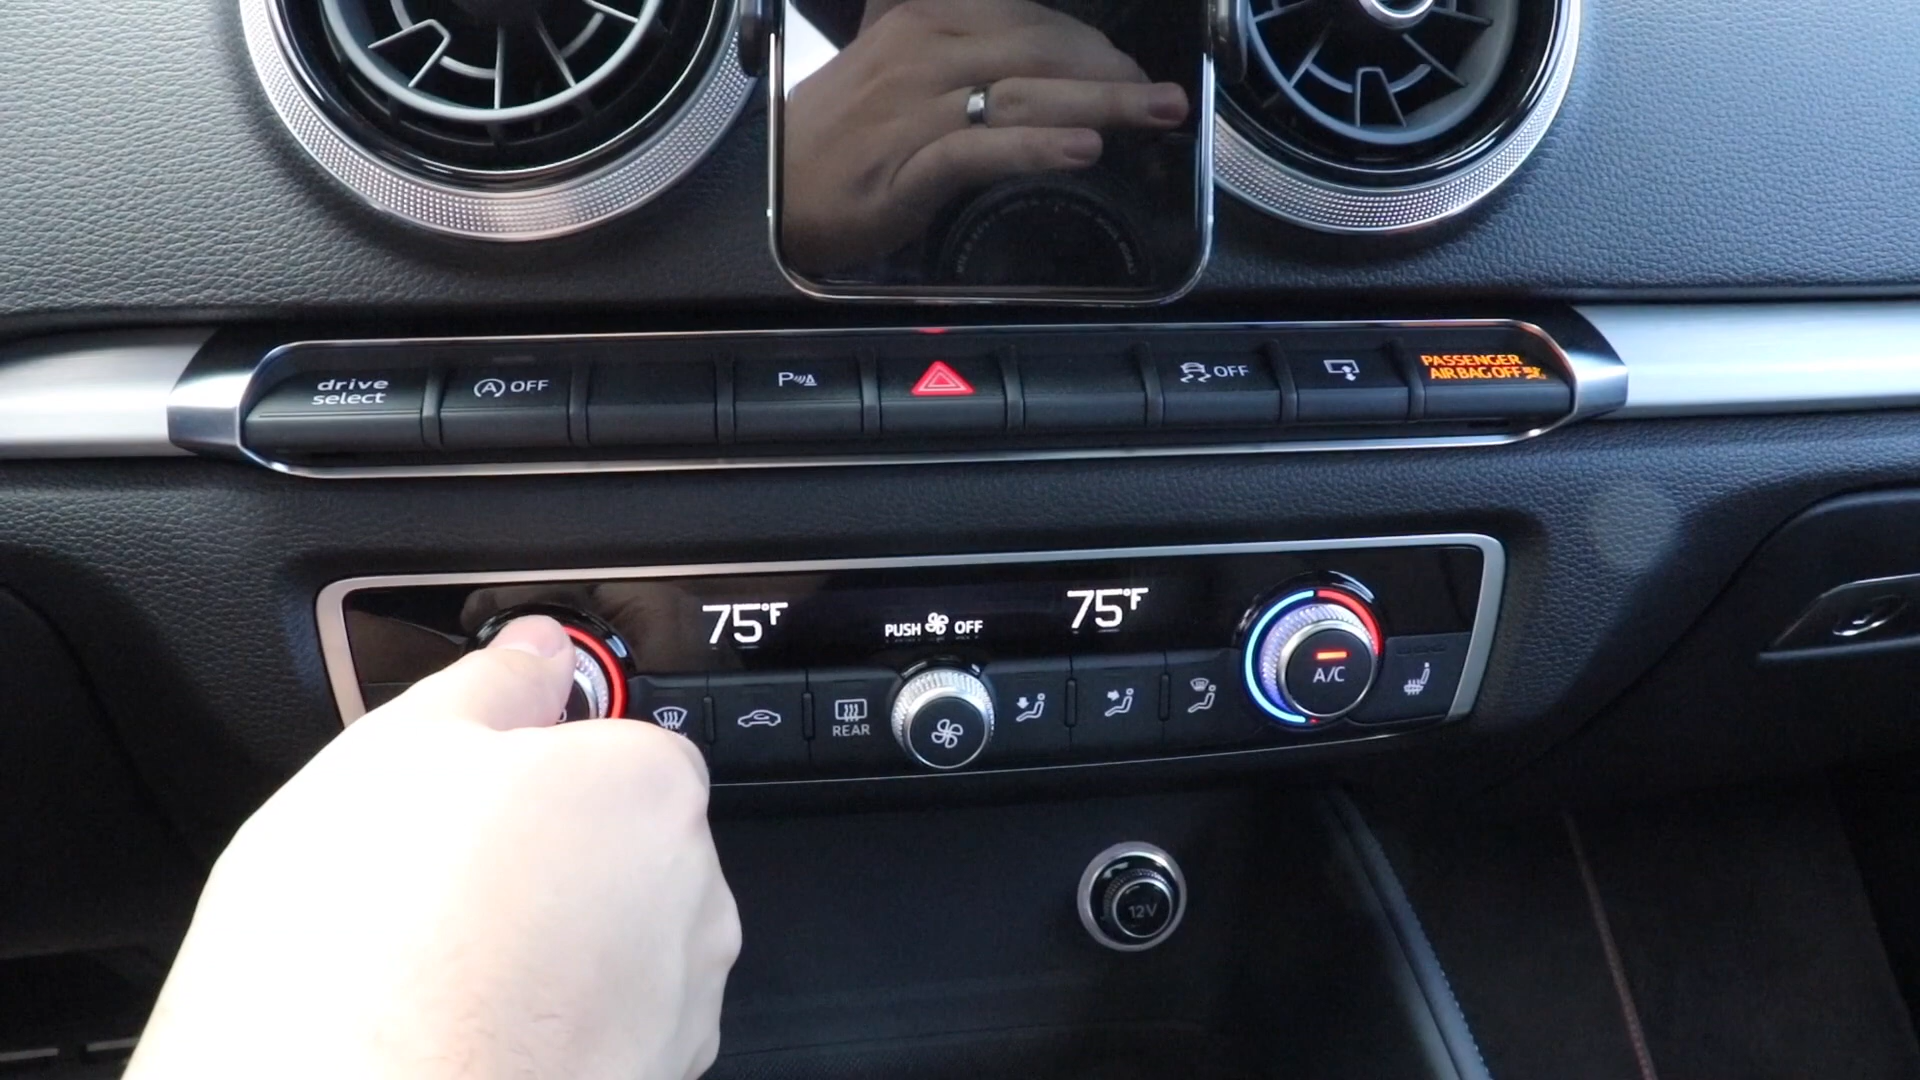 drive
select
A OFF
P
OFF
PASSENGER
AIR BAG OFF
75°F
PUSH OFF
75°F
A/C
REAR
12V